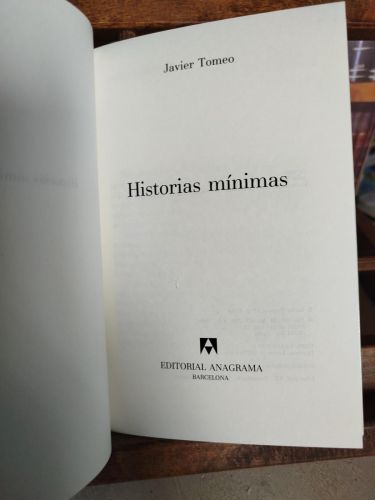 Javier Tomeo
Historias mínimas
EDITORIAL ANAGRAMA
BARCELONA